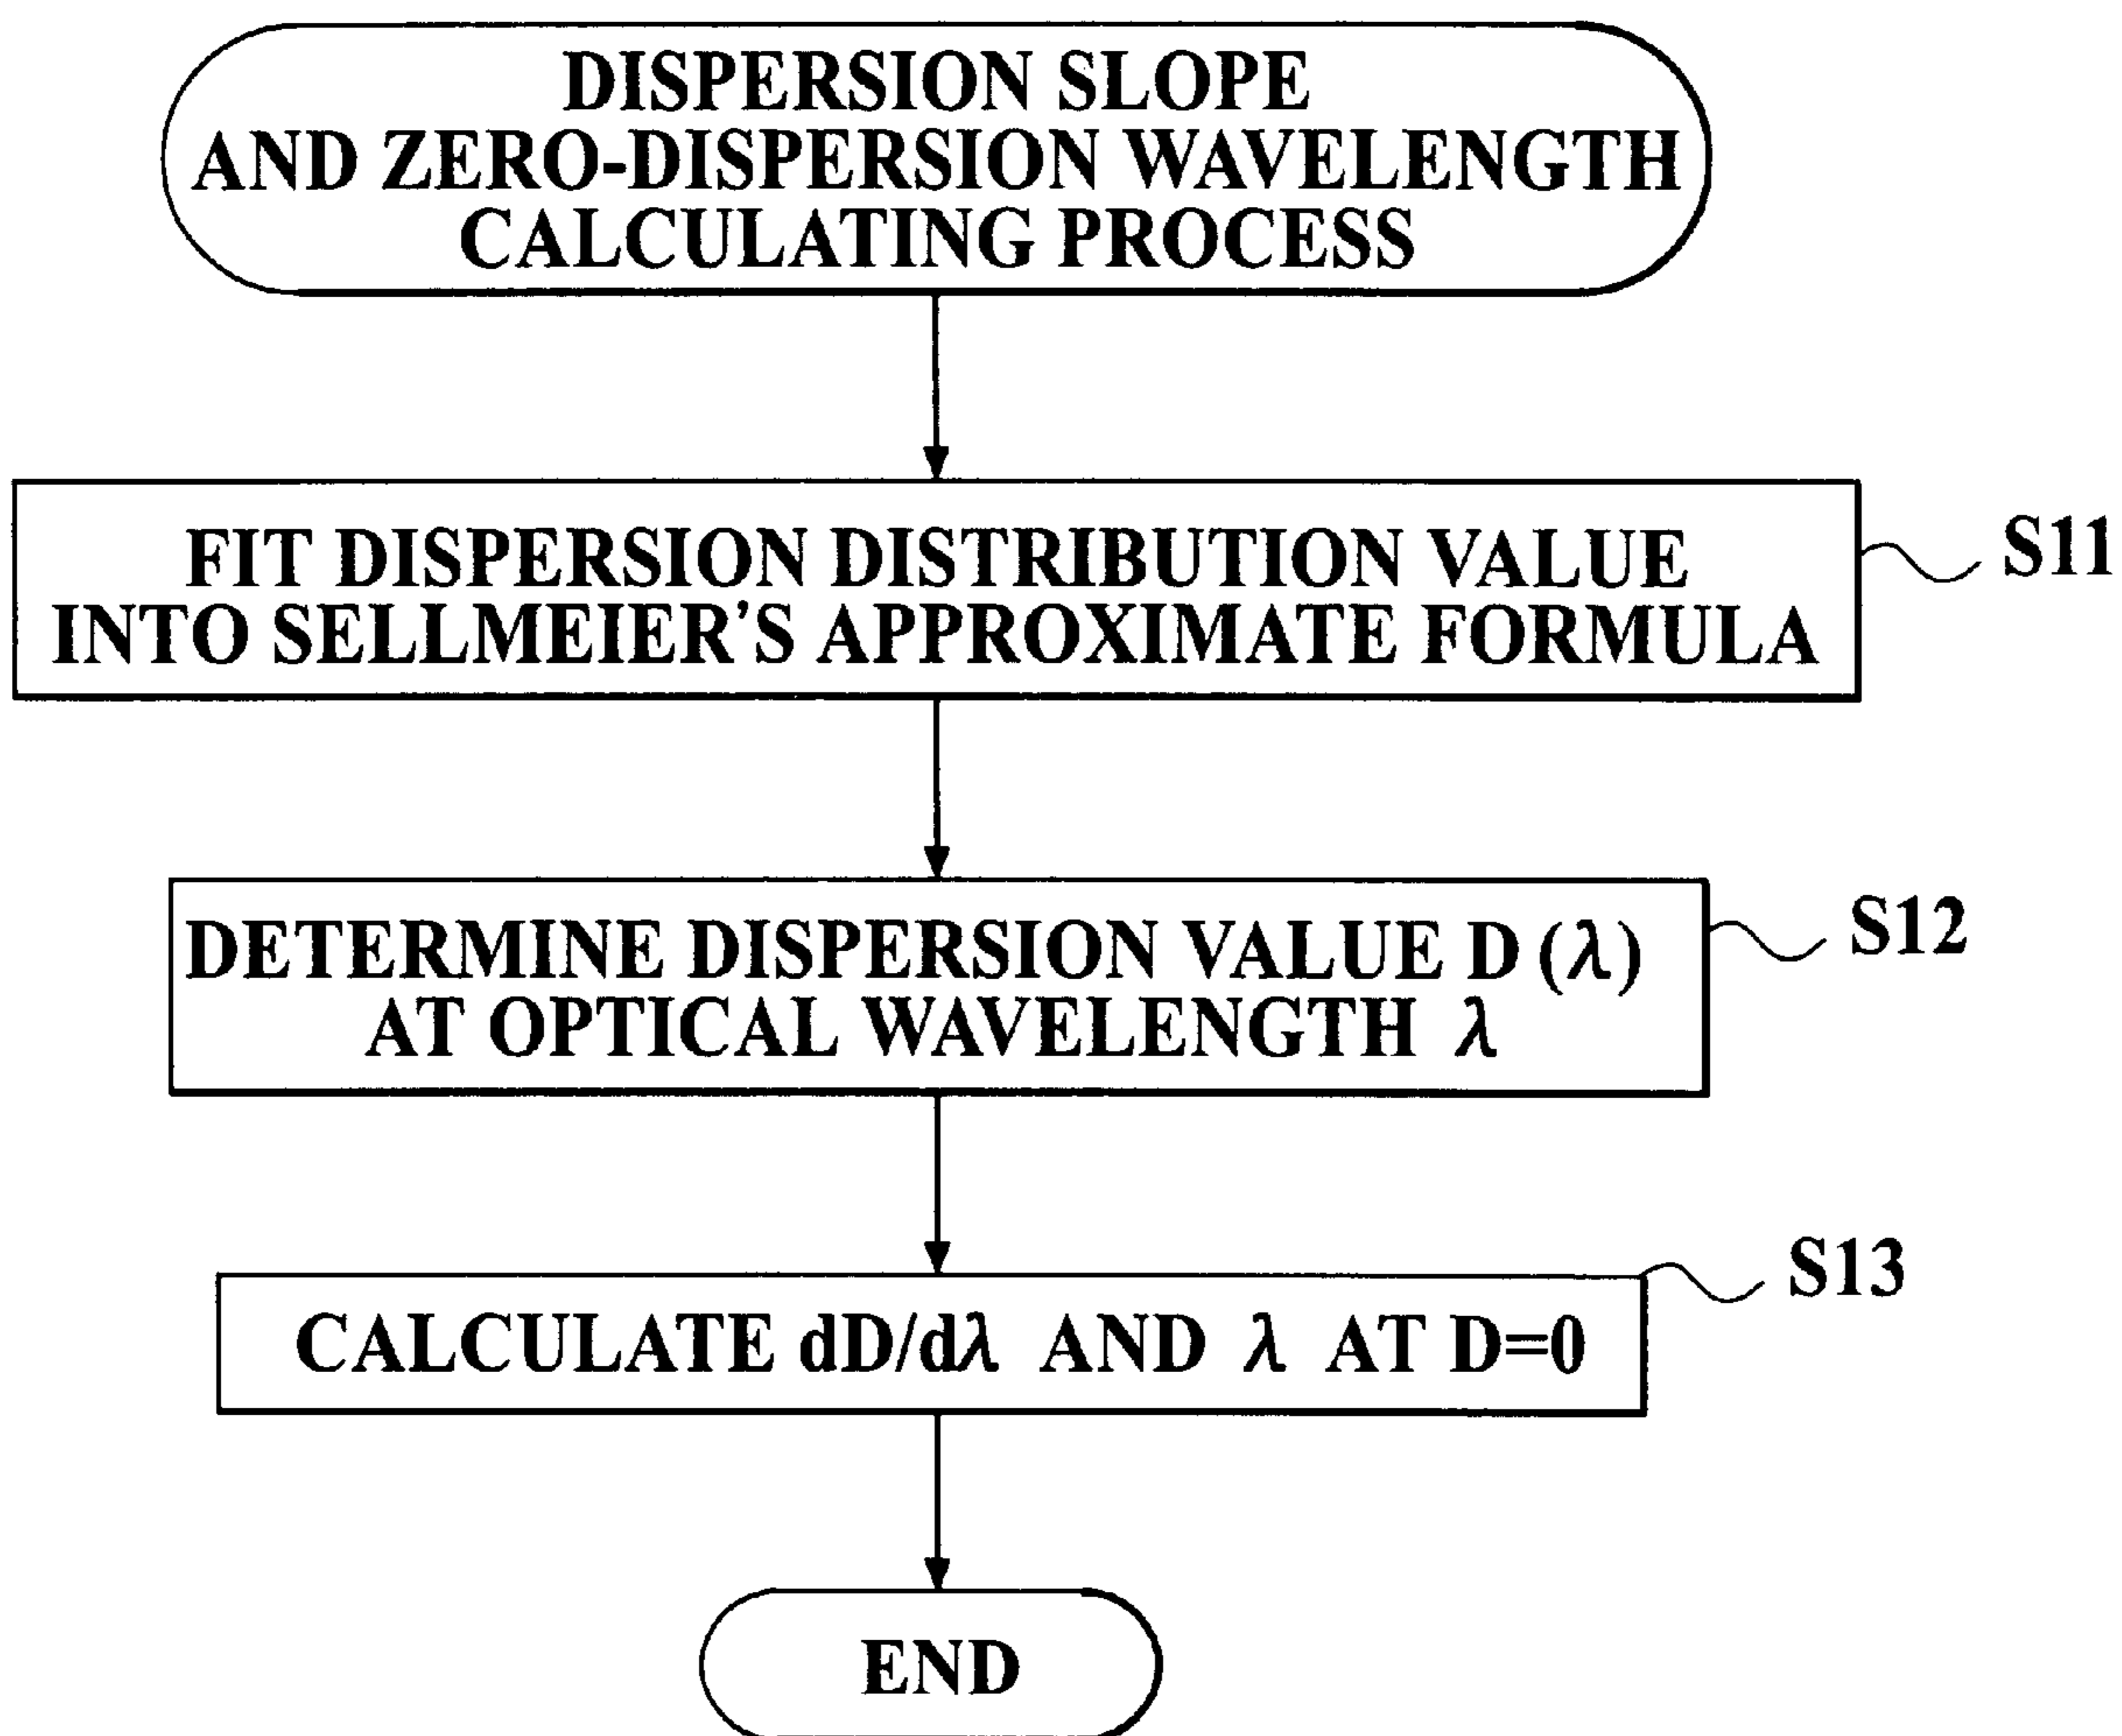 DISPERSION SLOPE
AND ZERO-DISPERSION WAVELENGTH
CALCULATING PROCESS
FIT DISPERSION DISTRIBUTION VALUE
INTO SELLMEIER'S APPROXIMATE FORMULA
S11
DETERMINE DISPERSION VALUE D (λ)
AT OPTICAL WAVELENGTH λ
S12
CALCULATE dD/dλ AND λ AT D=0
S13
END